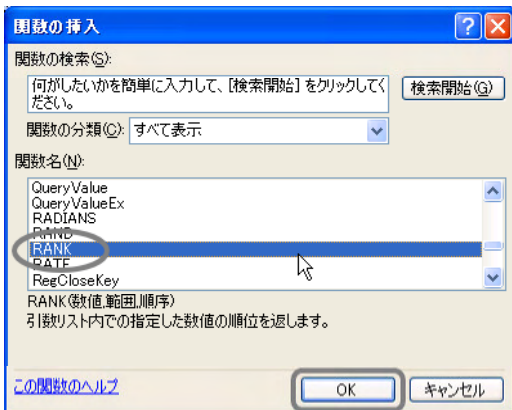 関数の挿入
関数の検索(S):
何がしたいかを簡単に入力して、[検索開始] をクリックしてく
ださい。
検索開始(G)
関数の分類(C): すべて表示
関数名(N):
QueryValue
QueryValueEx
RADIANS
RAND
RANK
RATE
RegCloseKey
RANK(数値,範囲,順序)
引数リスト内での指定した数値の順位を返します。
この関数のヘルプ
OK
キャンセル